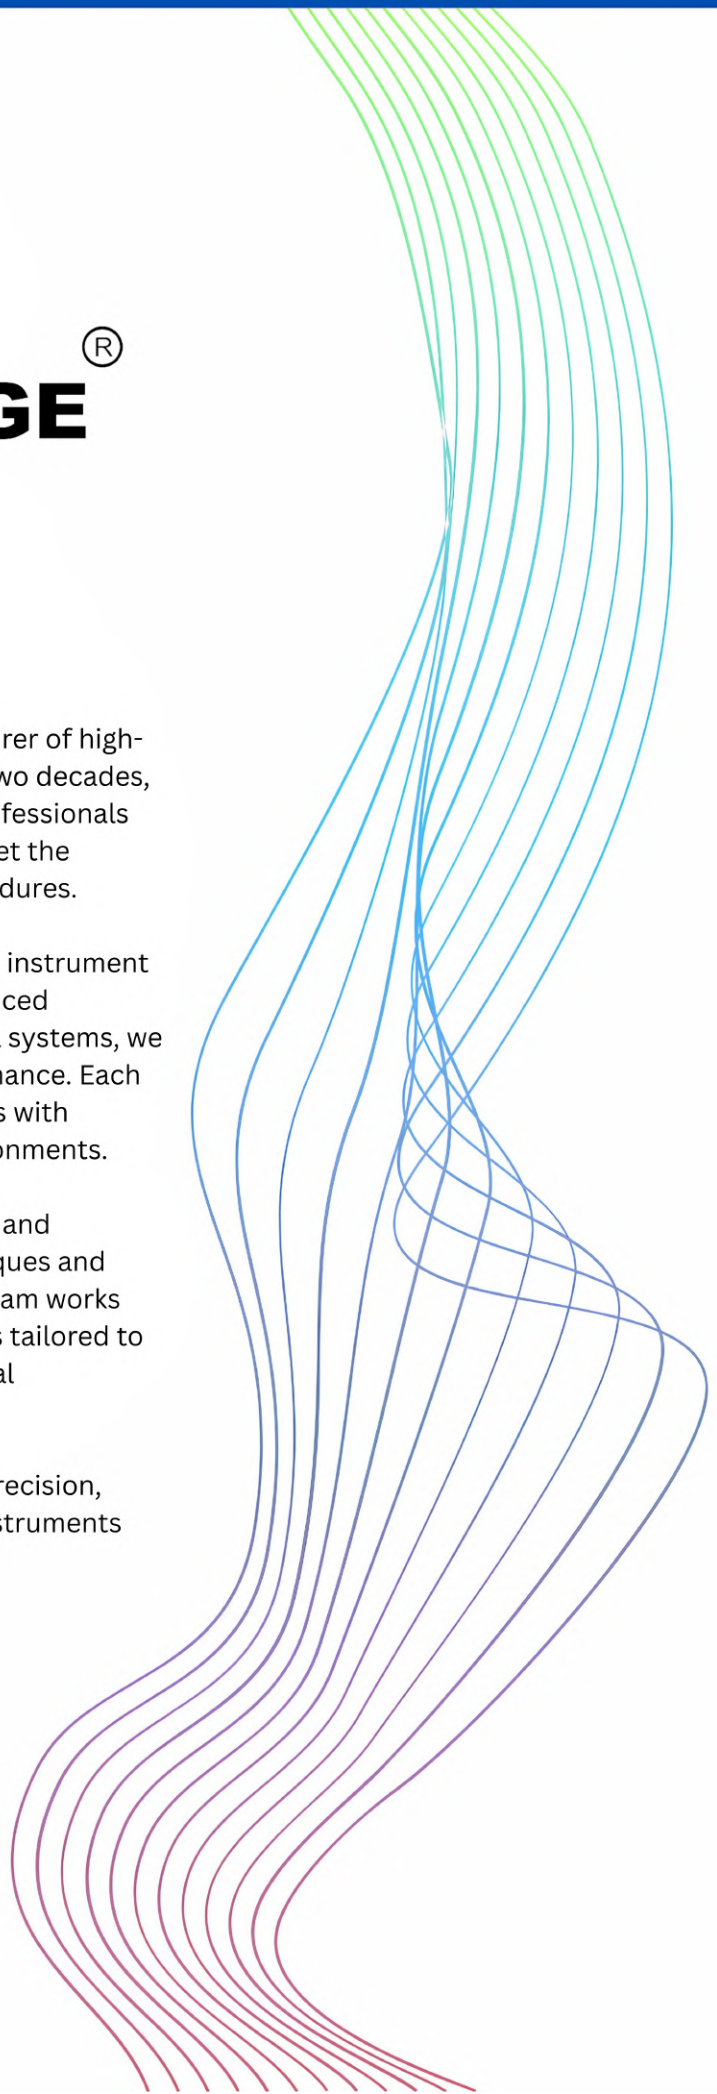 ®
GE
rer of high-
wo decades,
fessionals
et the
dures.
instrument
ced
systems, we
nance. Each
s with
onments.
and
ques and
am works
s tailored to
al
recision,
struments